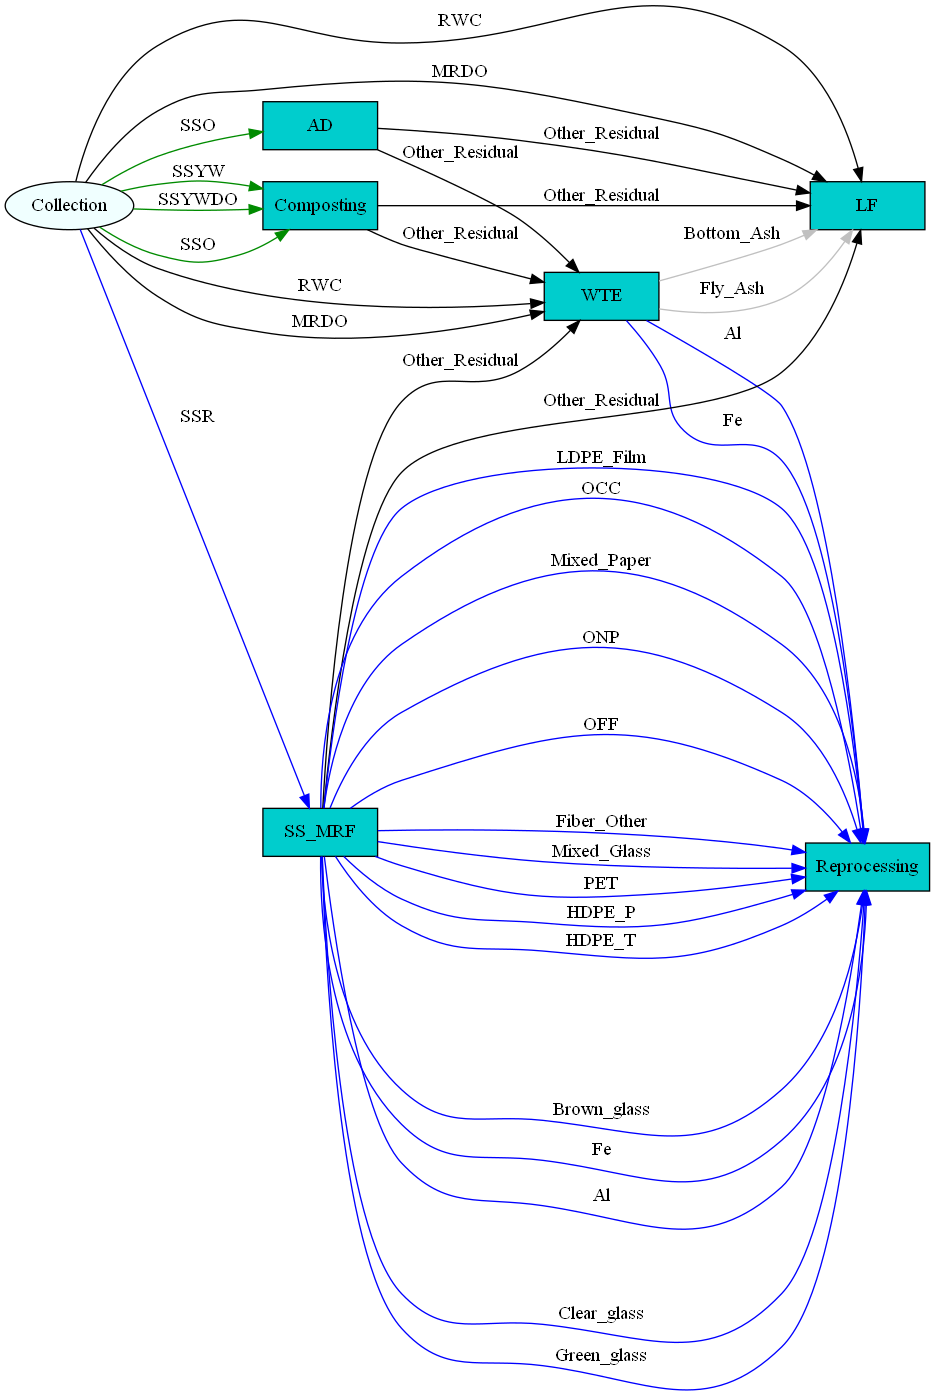 RWC
MRDO
SSO
AD
Other_Residual
Other_Residual
SSYW
SSYWDO
Collection
Composting
Other_Residual
LF
SSO
Other_Residual
Bottom_Ash
RWC
WTE
Fly_Ash
MRDO
Al
Other_Residual
Other_Residual
SSR
Fe
LDPE_Film
OCC
Mixed_Paper
ONP
OFF
Fiber_Other
SS_MRF
Mixed_Glass
Reprocessing
PET
HDPE_P
HDPE_T
Brown_glass
Fe
Al
Clear_glass
Green_glass